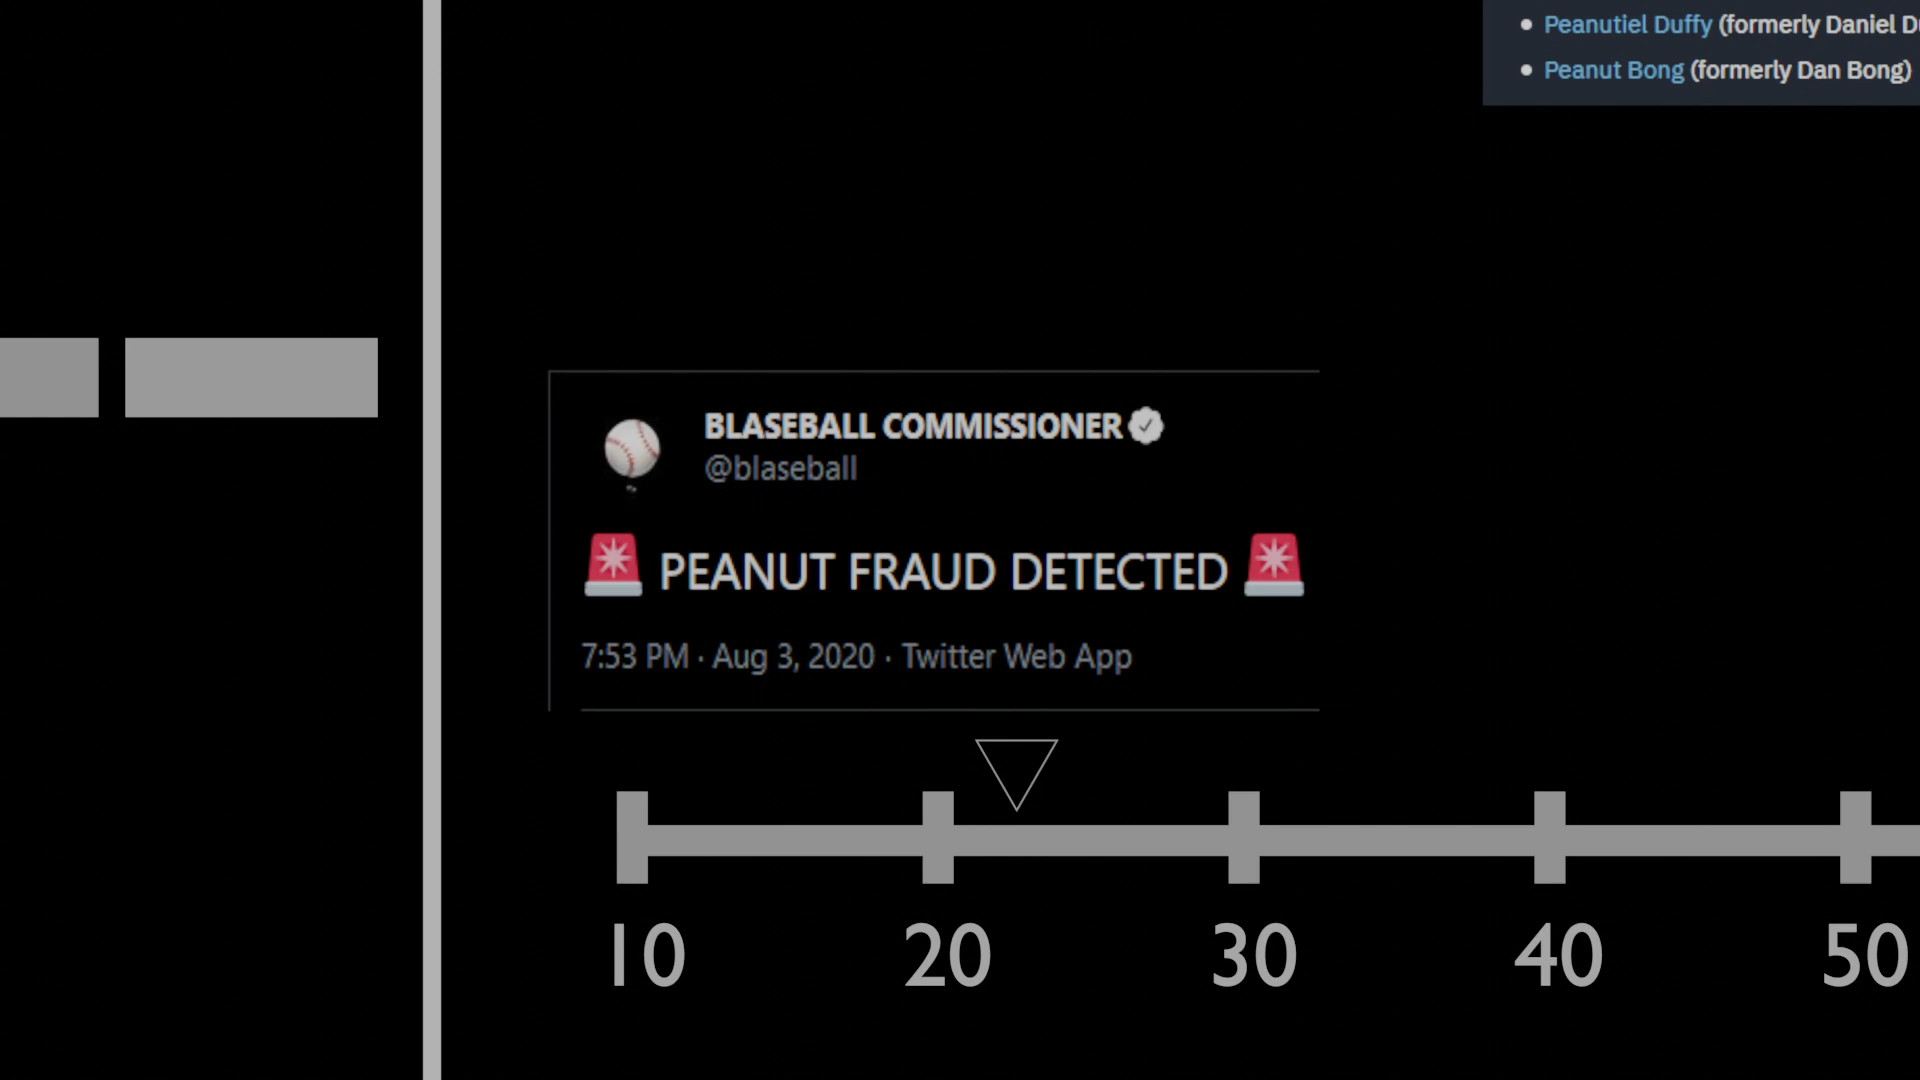 Peanutiel Duffy (formerly Daniel D
Peanut Bong (formerly Dan Bong)
BLASEBALL COMMISSIONER
@blaseball
🚨 PEANUT FRAUD DETECTED 🚨
7:53 PM · Aug 3, 2020 · Twitter Web App
10 20 30 40 50